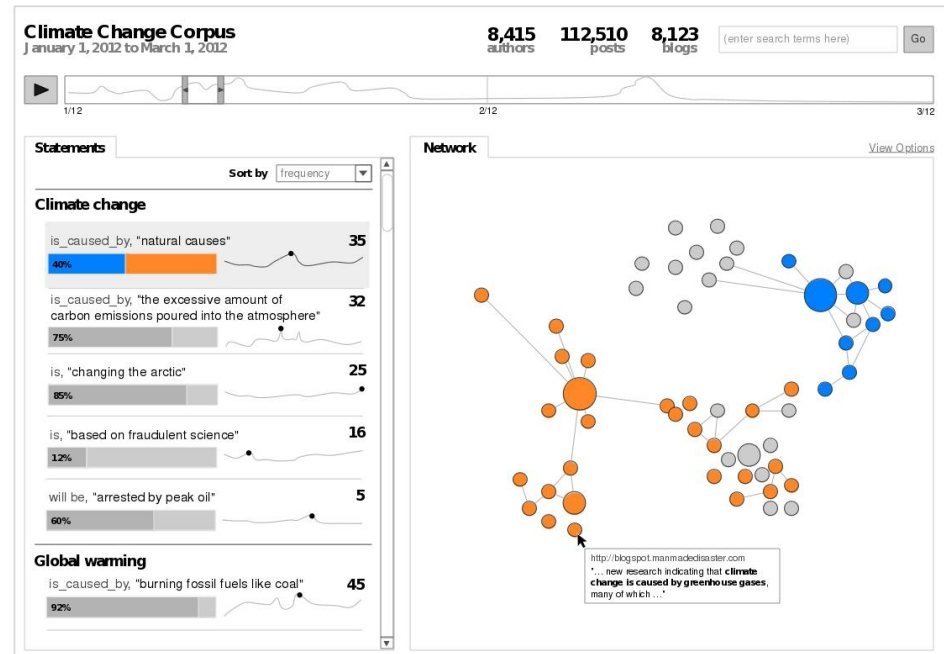 Climate Change Corpus
January 1, 2012 to March 1, 2012
8,415 112,510 8,123
authors posts blogs
(enter search terms here) Go
1/12 2/12 3/12
Statements
Sort by frequency
Climate change
is_caused_by, "natural causes" 35
40%
is_caused_by, "the excessive amount of 32
carbon emissions poured into the atmosphere"
75%
is, "changing the arctic" 25
85%
is, "based on fraudulent science" 16
12%
will be, "arrested by peak oil" 5
60%
Global warming
is_caused_by, "burning fossil fuels like coal" 45
92%
Network
View Options
http://blogspot.manmadedisaster.com
"... new research indicating that climate
change is caused by greenhouse gases,
many of which ..."